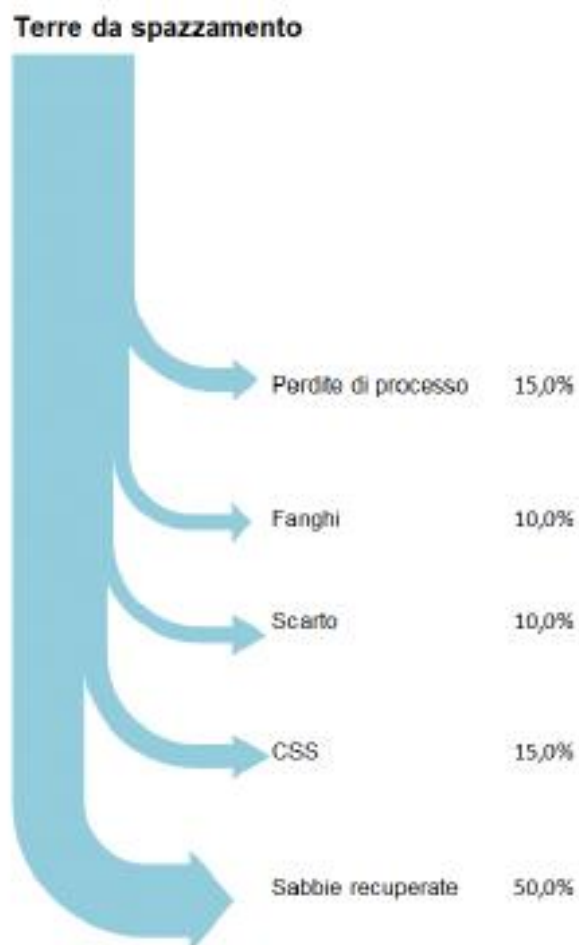 Terre da spazzamento
Perdite di processo 15,0%
Fanghi 10,0%
Scarto 10,0%
CSS 15,0%
Sabbie recuperate 50,0%